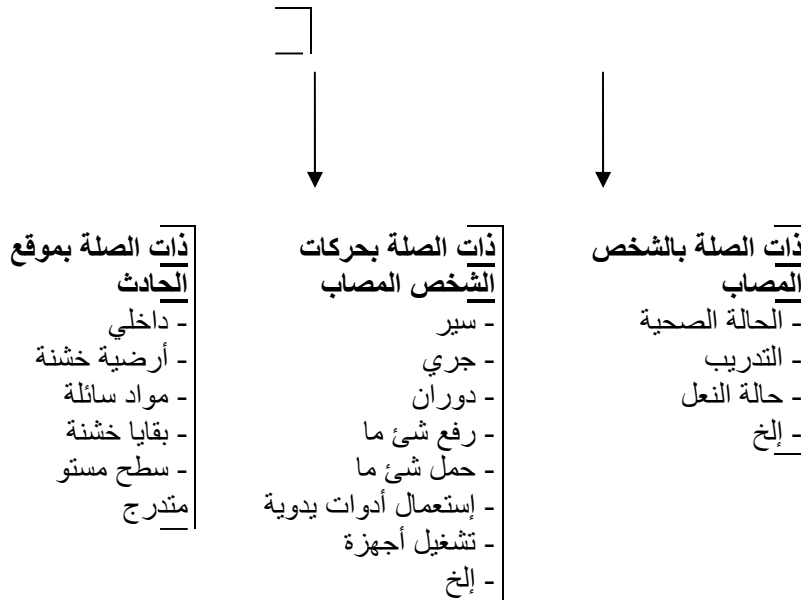 ذات الصلة بالشخص
المصاب
- الحالة الصحية
- التدريب
- حالة النعل
- إلخ
ذات الصلة بحركات
الشخص المصاب
- سير
- جري
- دوران
- رفع شئ ما
- حمل شئ ما
- إستعمال أدوات يدوية
- تشغيل أجهزة
- إلخ
ذات الصلة بموقع
الحادث
- داخلي
- أرضية خشنة
- مواد سائلة
- بقايا خشنة
- سطح مستو
متدرج